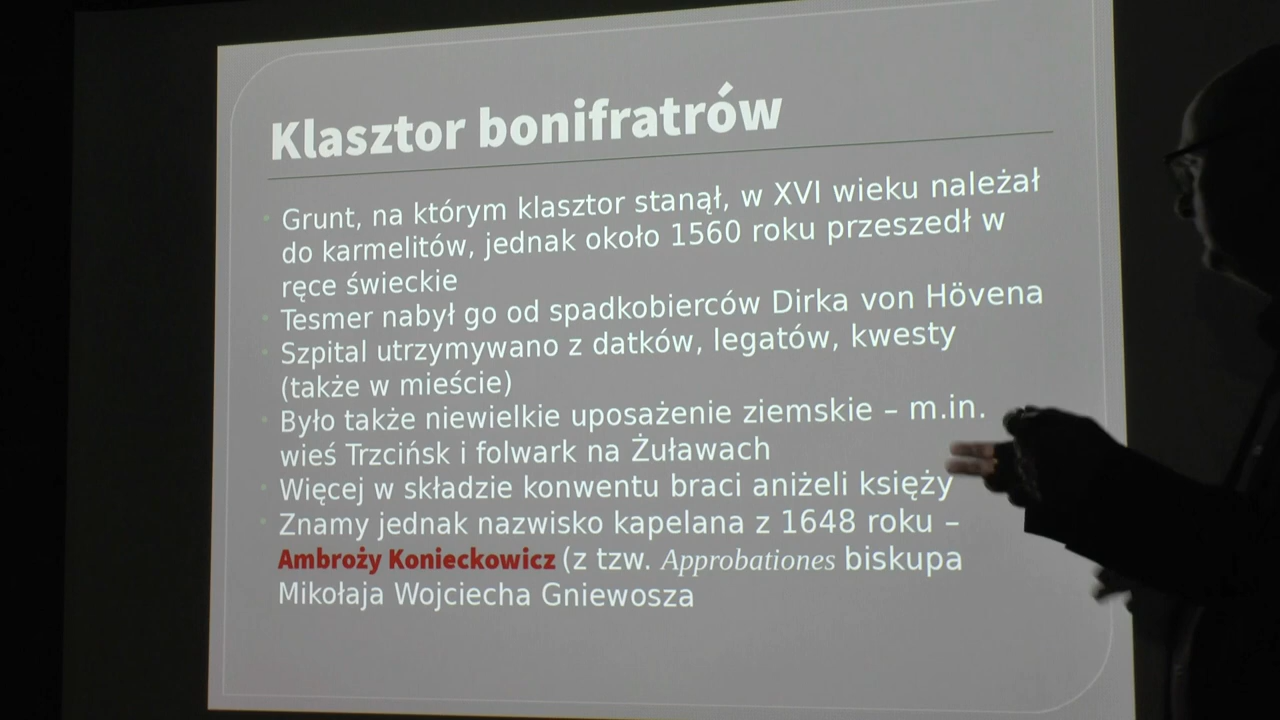 Klasztor bonifratrów
Grunt, na którym klasztor stanął, w XVI wieku należał
do karmelitów, jednak około 1560 roku przeszedł w
ręce świeckie
Tesmer nabył go od spadkobierców Dirka von Hövena
Szpital utrzymywano z datków, legatów, kwesty
(także w mieście)
Było także niewielkie uposażenie ziemskie – m.in.
wieś Trzcińsk i folwark na Żuławach
Więcej w składzie konwentu braci aniżeli księży
Znamy jednak nazwisko kapelana z 1648 roku –
Ambroży Konieckowicz (z tzw. Approbationes biskupa
Mikołaja Wojciecha Gniewosza